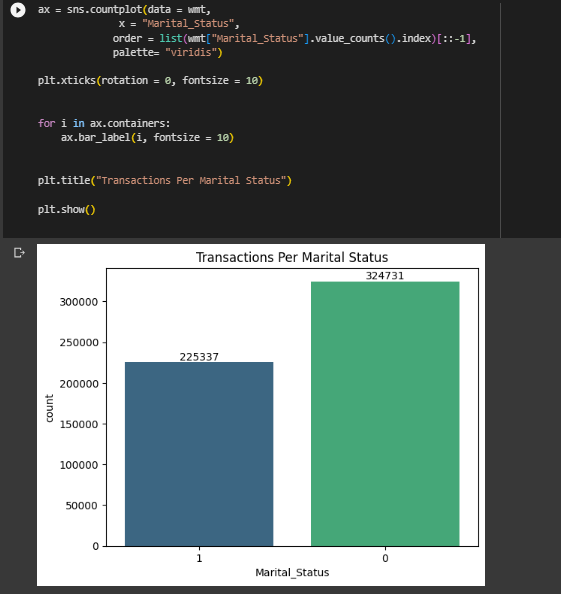 ax = sns.countplot(data = wmt,
x = "Marital_Status",
order = list(wmt["Marital_Status"].value_counts().index)[::-1],
palette= "viridis")
plt.xticks(rotation = 0, fontsize = 10)
for i in ax.containers:
ax.bar_label(i, fontsize = 10)
plt.title("Transactions Per Marital Status")
plt.show()
Transactions Per Marital Status
324731
300000
250000
225337
200000
150000
100000
50000
0
count
1 0
Marital_Status